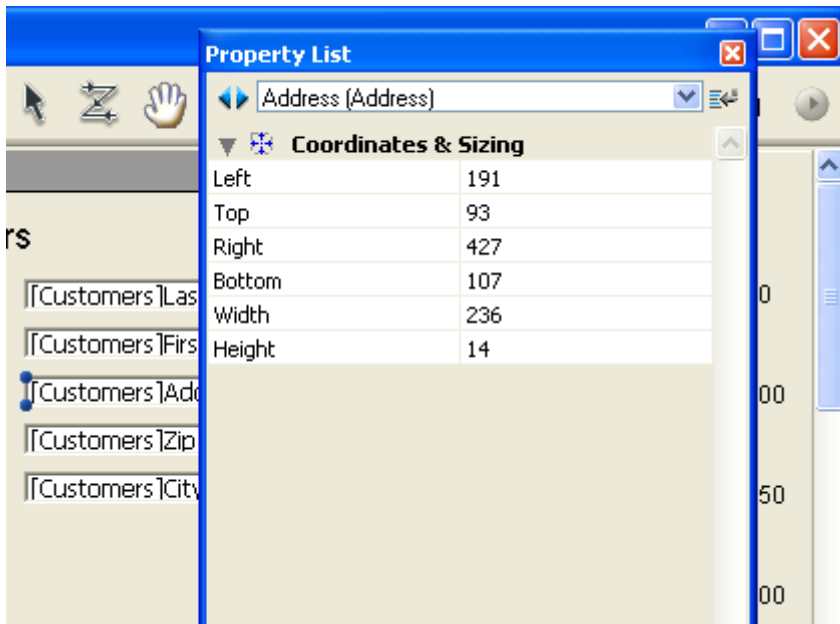 Property List
Address (Address)
Coordinates & Sizing
Left 191
Top 93
Right 427
Bottom 107
Width 236
Height 14
rs
[Customers]Las
[Customers]Firs
[Customers]Add
[Customers]Zip
[Customers]City
0
00
50
00